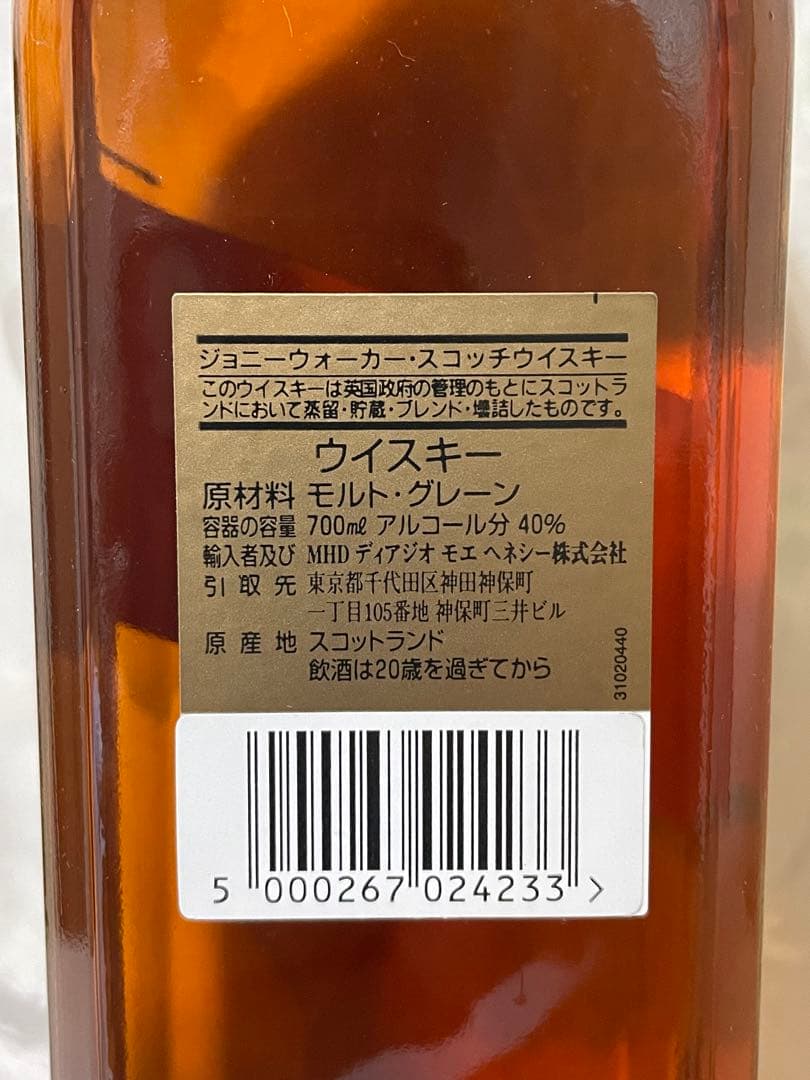 ジョニーウォーカー・スコッチウイスキー
このウイスキーは英国政府の管理のもとにスコットラ
ンドにおいて蒸留・貯蔵・ブレンド・壜詰したものです。
ウイスキー
原材料 モルト・グレーン
容器の容量 700㎖ アルコール分 40%
輸入者及び MHD ディアジオ モエ ヘネシー株式会社
引取先 東京都千代田区神田神保町
一丁目105番地 神保町三井ビル
原産地 スコットランド
飲酒は20歳を過ぎてから
31020440
5 000267 024233 >